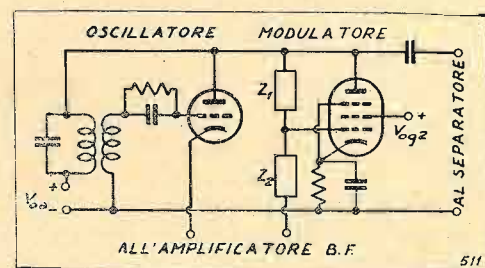 OSCILLATORE MODULATORE
Z1
+
Vog2
Z2
+
Voa
-
AL SEPARATORE
ALL'AMPLIFICATORE B.F.
511